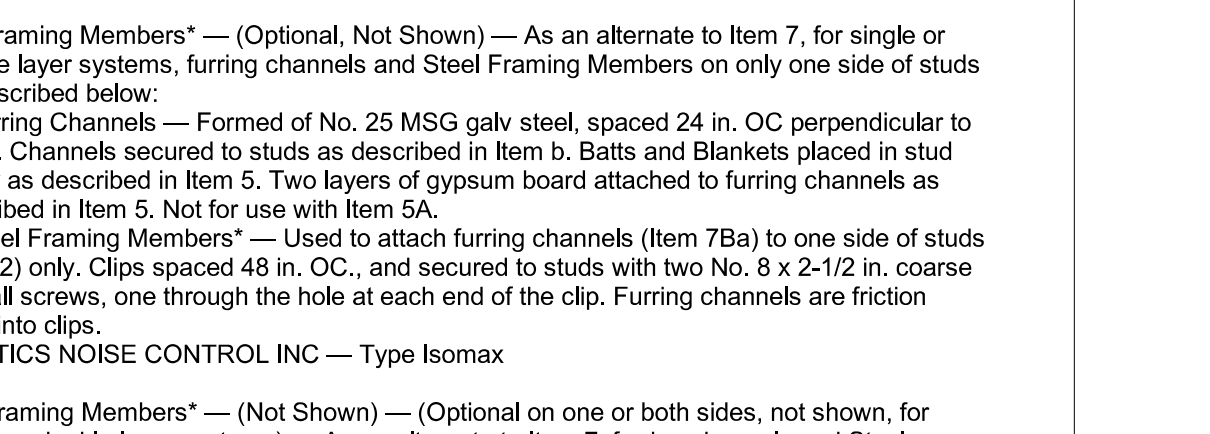 raming Members* — (Optional, Not Shown) — As an alternate to Item 7, for single or
e layer systems, furring channels and Steel Framing Members on only one side of studs
scribed below:
rring Channels — Formed of No. 25 MSG galv steel, spaced 24 in. OC perpendicular to
. Channels secured to studs as described in Item b. Batts and Blankets placed in stud
as described in Item 5. Two layers of gypsum board attached to furring channels as
ibed in Item 5. Not for use with Item 5A.
el Framing Members* — Used to attach furring channels (Item 7Ba) to one side of studs
2) only. Clips spaced 48 in. OC., and secured to studs with two No. 8 x 2-1/2 in. coarse
ll screws, one through the hole at each end of the clip. Furring channels are friction
into clips.
TICS NOISE CONTROL INC — Type Isomax
raming Members* — (Not Shown) — (Optional on one or both sides, not shown, for